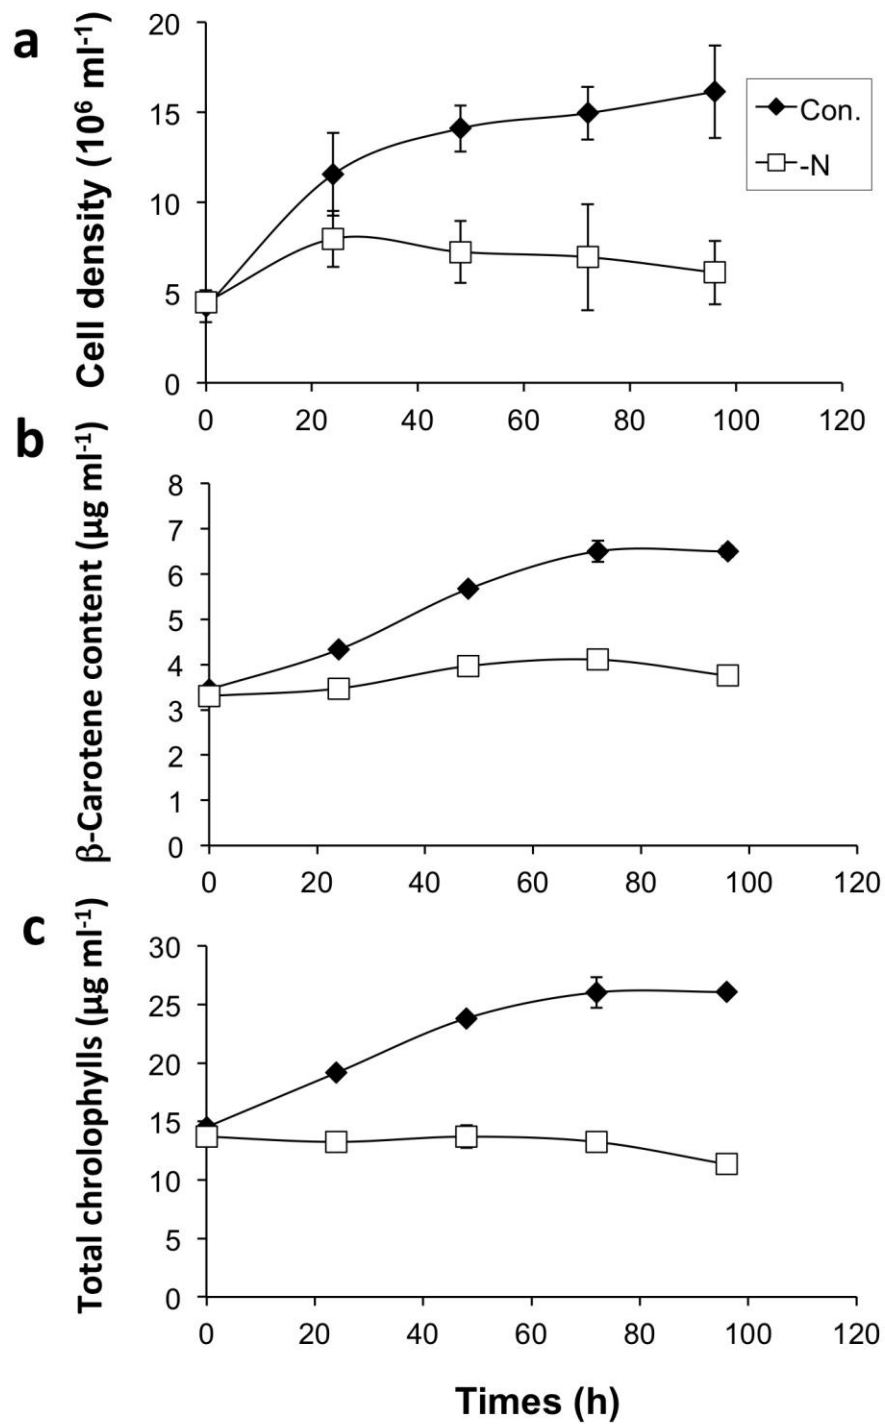 a
Cell density (10⁶ ml⁻¹)
20
15
10
5
0
0 20 40 60 80 100 120
Con.
-N
b
β-Carotene content (µg ml⁻¹)
8
7
6
5
4
3
2
1
0
0 20 40 60 80 100 120
c
Total chrolophylls (µg ml⁻¹)
30
25
20
15
10
5
0
0 20 40 60 80 100 120
Times (h)